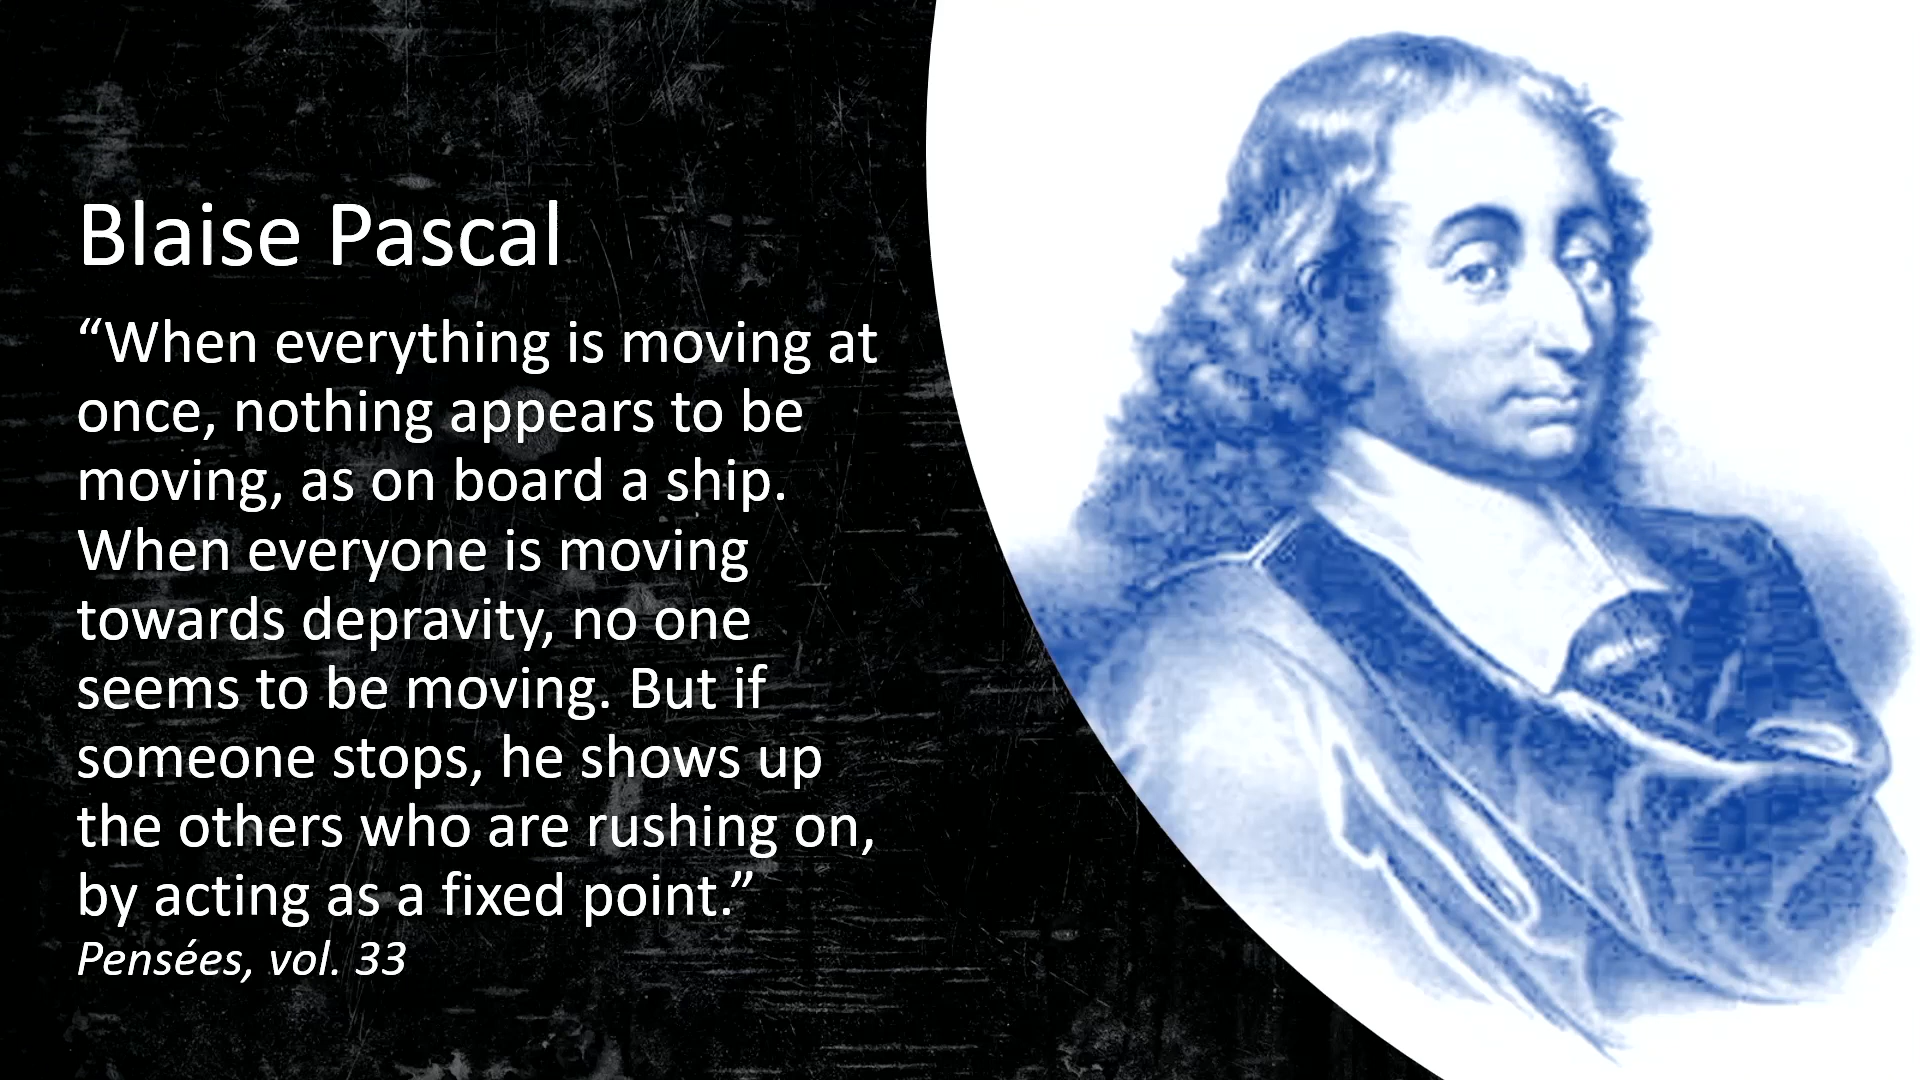 Blaise Pascal
“When everything is moving at
once, nothing appears to be
moving, as on board a ship.
When everyone is moving
towards depravity, no one
seems to be moving. But if
someone stops, he shows up
the others who are rushing on,
by acting as a fixed point.”
Pensées, vol. 33